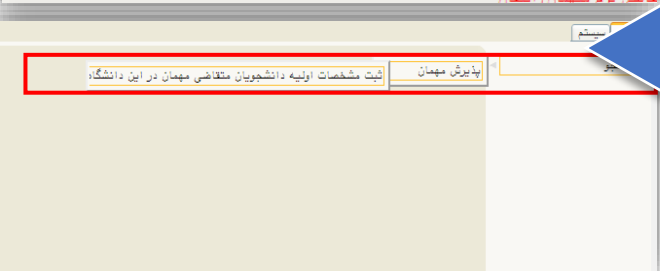 سیستم
پذیرش مهمان
ثبت مشخصات اولیه دانشجویان متقاضی مهمان در این دانشگاه